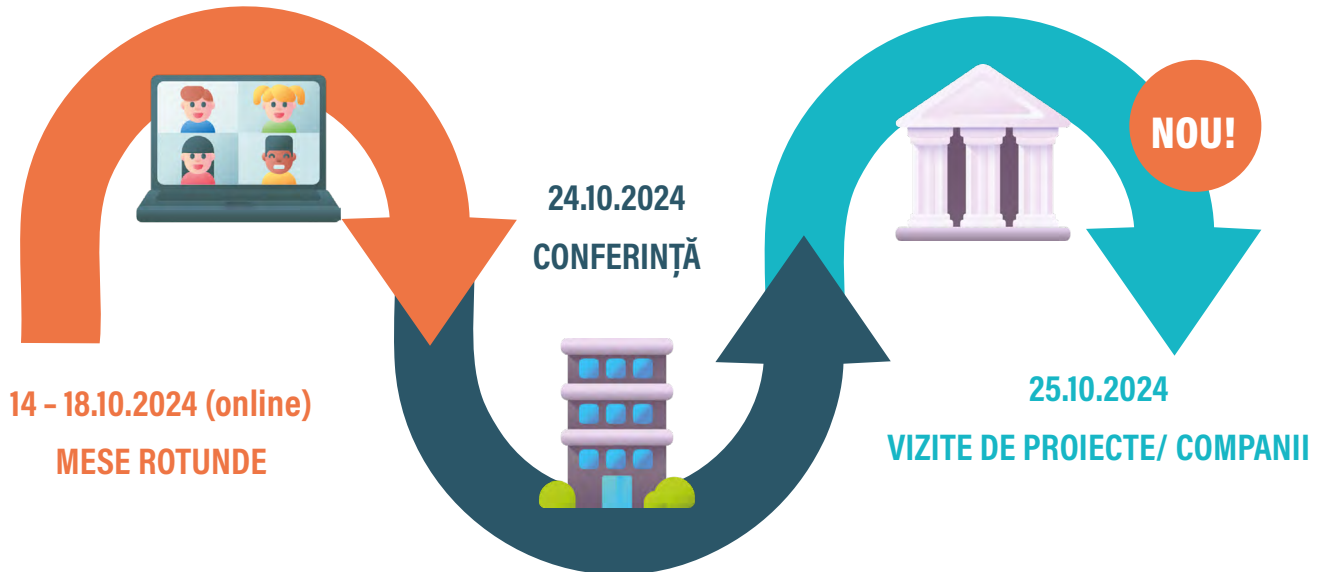 14 – 18.10.2024 (online)
MESE ROTUNDE
24.10.2024
CONFERINȚĂ
NOU!
25.10.2024
VIZITE DE PROIECTE/ COMPANII